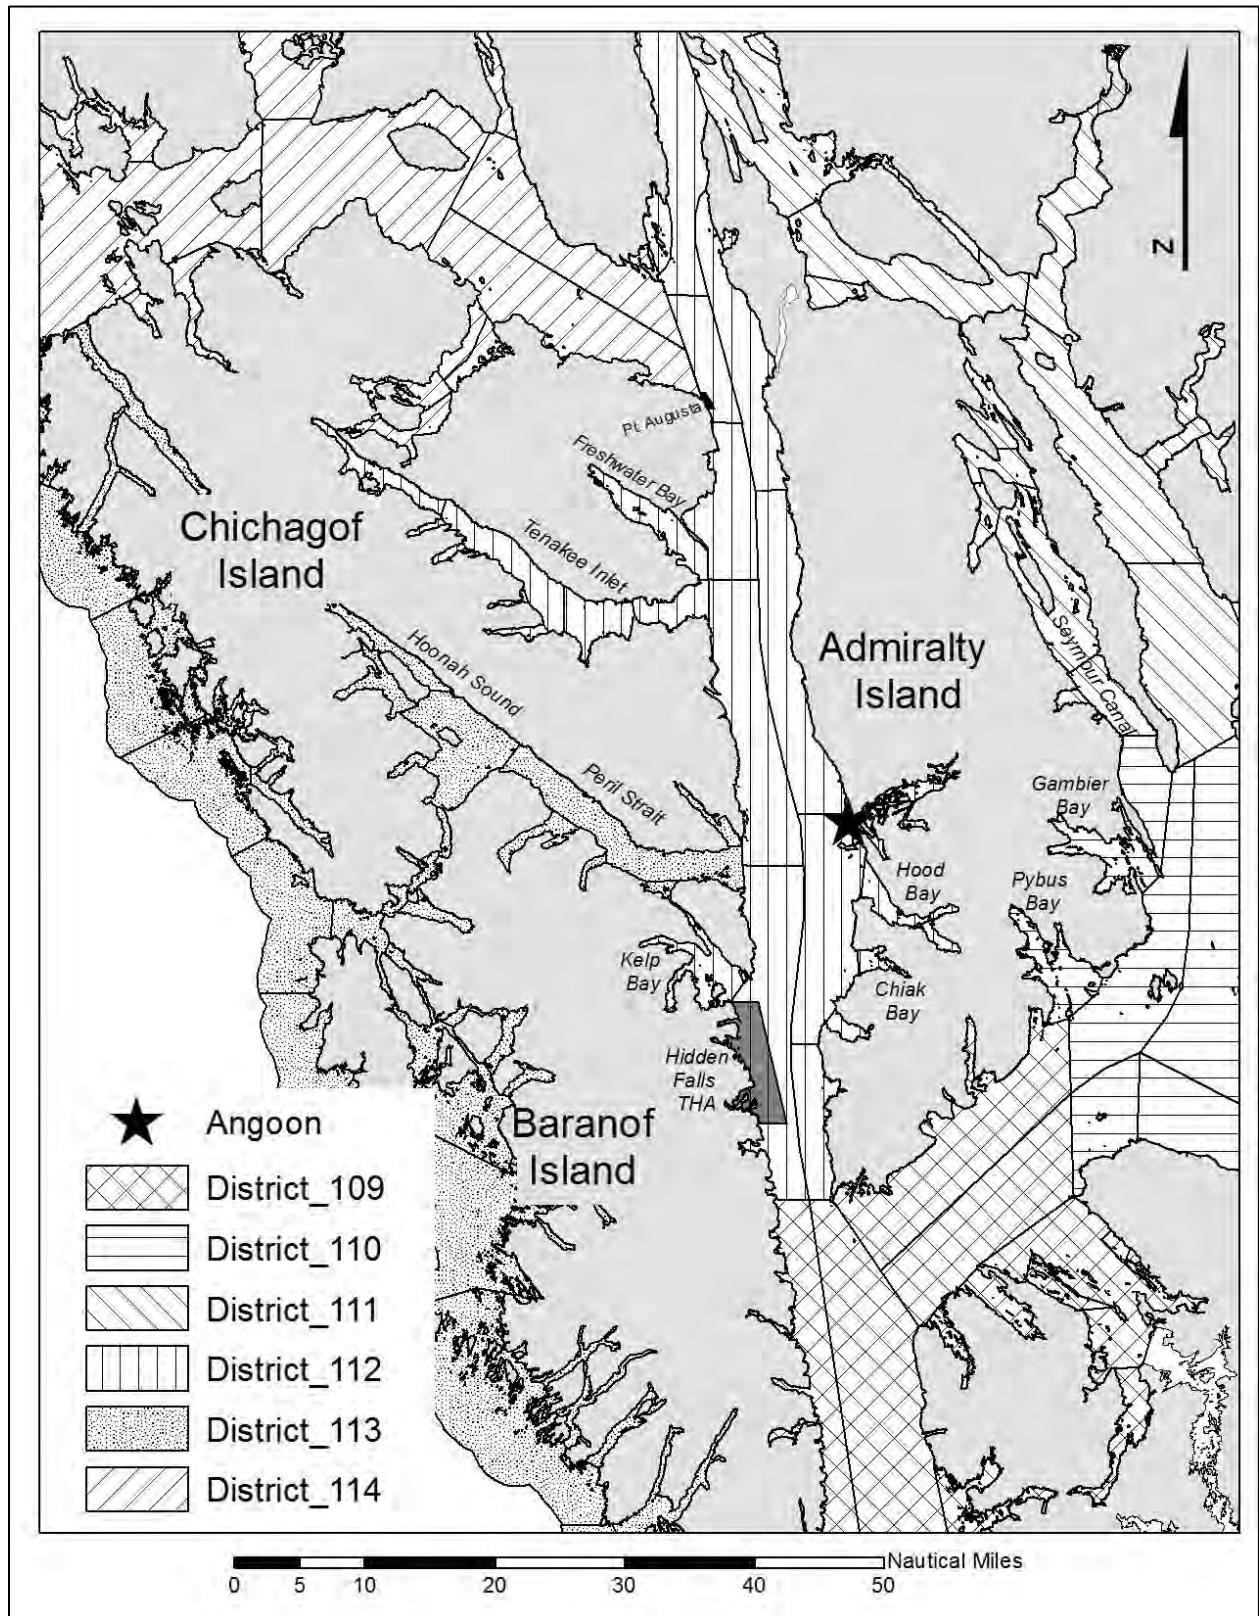 N
Pt. Augusta
Freshwater Bay
Tenakee Inlet
Chichagof
Island
Hoonah Sound
Peril Strait
Admiralty
Island
Seymour Canal
Gambier
Bay
Pybus
Bay
Hood
Bay
Chiak
Bay
Kelp
Bay
Hidden
Falls
THA
Baranof
Island
Angoon
District_109
District_110
District_111
District_112
District_113
District_114
Nautical Miles
0 5 10 20 30 40 50